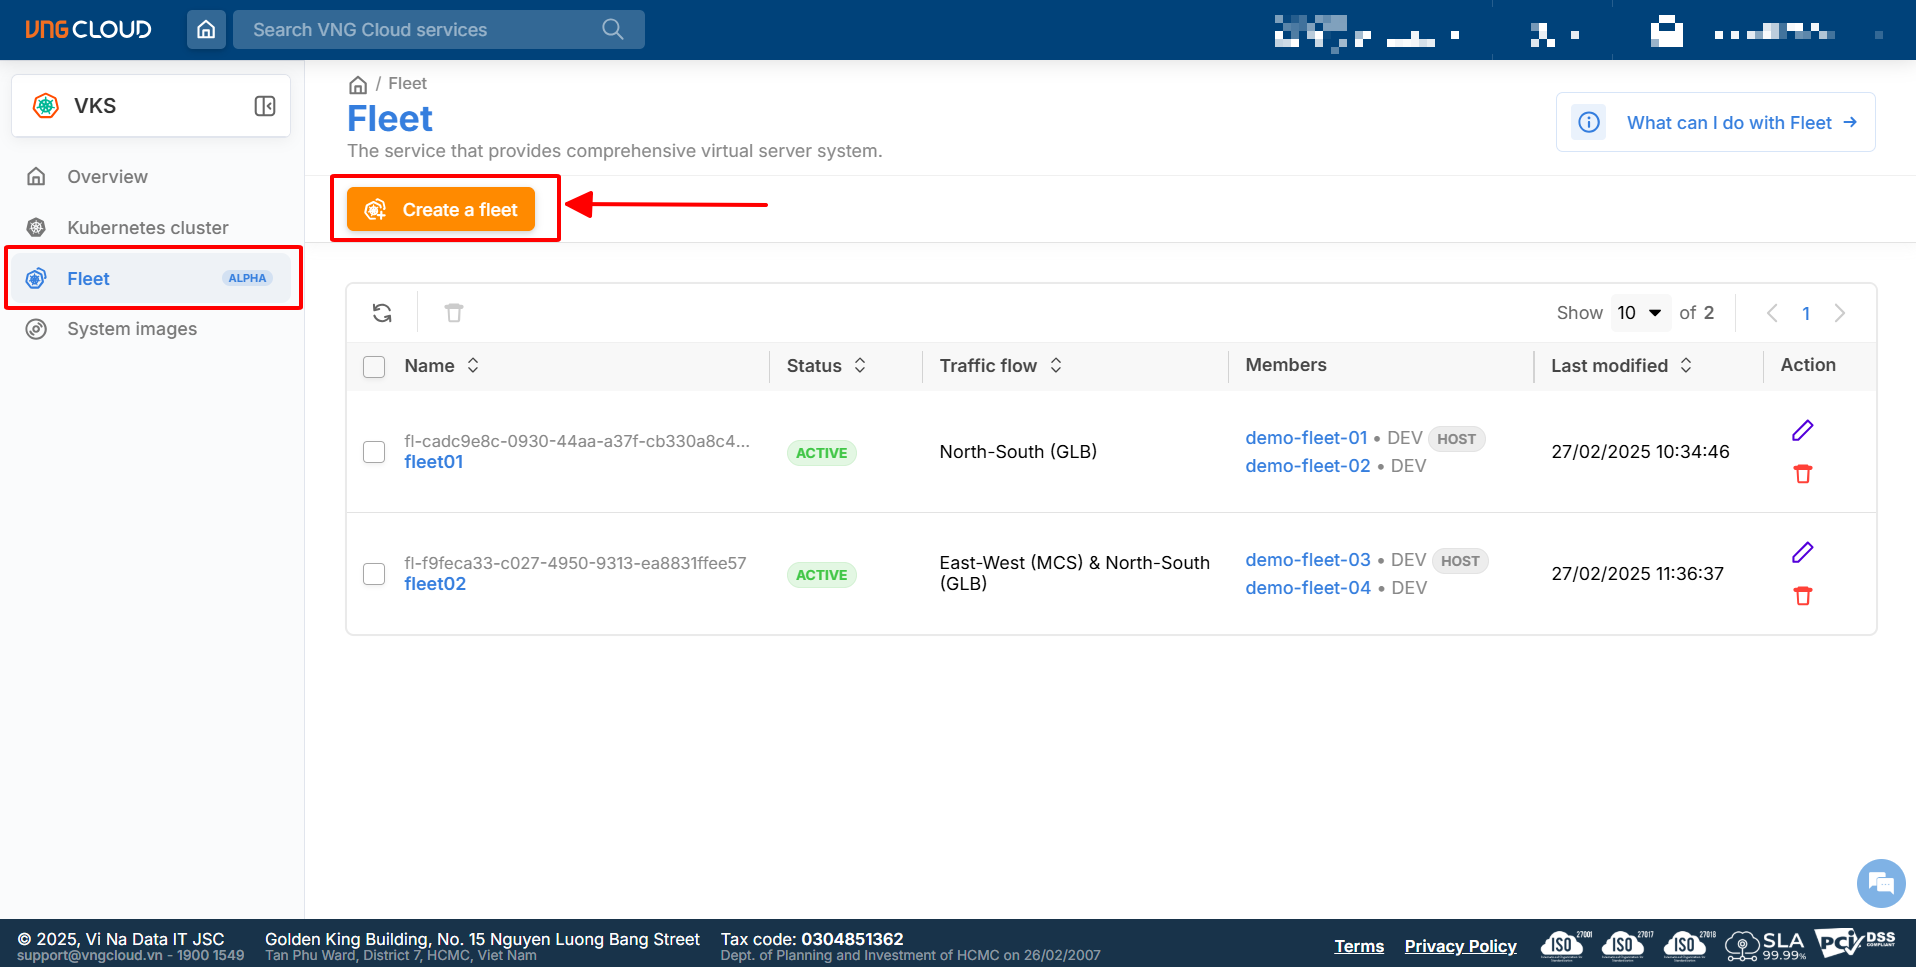 VNG CLOUD
Search VNG Cloud services
VKS
Overview
Kubernetes cluster
Fleet ALPHA
System images
/ Fleet
Fleet
The service that provides comprehensive virtual server system.
What can I do with Fleet
Create a fleet
Show 10 of 2 1
Name Status Traffic flow Members Last modified Action
fl-cadc9e8c-0930-44aa-a37f-cb330a8c4...
fleet01
ACTIVE
North-South (GLB)
demo-fleet-01 • DEV HOST
demo-fleet-02 • DEV
27/02/2025 10:34:46
fl-f9feca33-c027-4950-9313-ea8831ffee57
fleet02
ACTIVE
East-West (MCS) & North-South
(GLB)
demo-fleet-03 • DEV HOST
demo-fleet-04 • DEV
27/02/2025 11:36:37
© 2025, Vi Na Data IT JSC
support@vngcloud.vn - 1900 1549
Golden King Building, No. 15 Nguyen Luong Bang Street
Tan Phu Ward, District 7, HCMC, Viet Nam
Tax code: 0304851362
Dept. of Planning and Investment of HCMC on 26/02/2007
Terms
Privacy Policy
ISO 27001
ISO 27017
ISO 27018
SLA
99.99%
PCI DSS
COMPLIANT